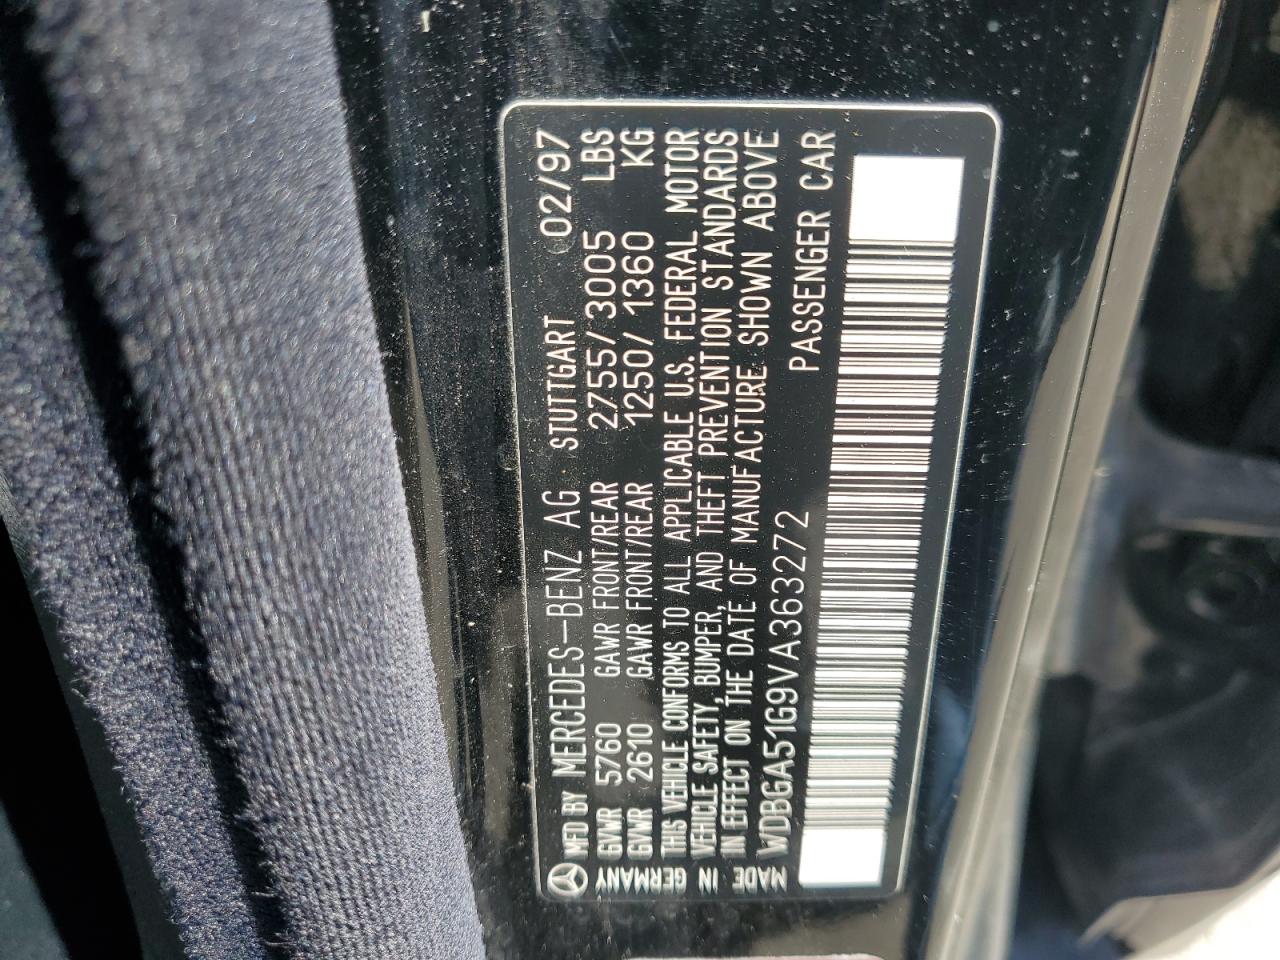 MFD BY MERCEDES-BENZ AG STUTTGART 02/97
GVWR 5760 GAWR FRONT/REAR 2755/3005 LBS
GVWR 2610 GAWR FRONT/REAR 1250/1360 KG
THIS VEHICLE CONFORMS TO ALL APPLICABLE U.S. FEDERAL MOTOR
VEHICLE SAFETY, BUMPER, AND THEFT PREVENTION STANDARDS
IN EFFECT ON THE DATE OF MANUFACTURE SHOWN ABOVE
WDBGA51G9VA363272 PASSENGER CAR
MADE IN GERMANY